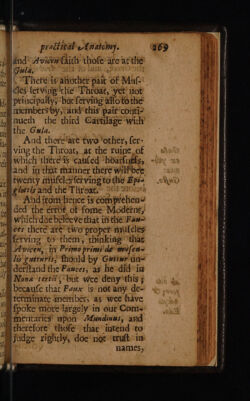 practical Anatomy. 269
and Avicen saith those are at the
Gula.
There is another pair of Mus-
cles serving the Throat, yet not
principally, but serving also to the
members by, and this pair conti-
nueth the third Gartilage with
the Gula.
And there are two other, ser-
ving the Throat, at the ruine of
which there is caused hoarsness,
and in that manner there will bee
twenty muscles serving to the Epi-
glotis and the Throat.
And from hence is comprehen-
ded the error of some Moderns,
which doe beleeve that in the Fau-
ces there are two proper muscles
serving to them, thinking that
Avicen, in Primo primi de muscu-
lis gutturis, should by Guttur un-
derstand the Fauces, as he did in
Nona tertii, but wee deny this;
because that Faux is not any de-
terminate member, as wee have
spoke more largely in our Com-
mentaries upon Mundinus, and
therefore those that intend to
judge rightly, doe not trust in
names,